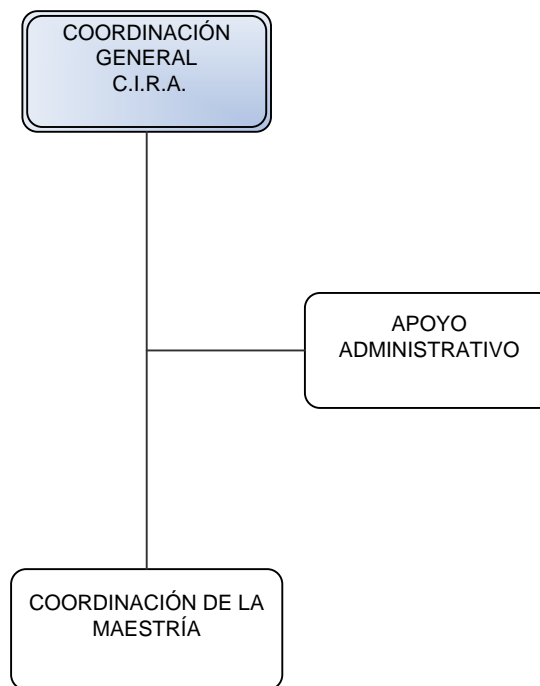 COORDINACIÓN
GENERAL
C.I.R.A.
APOYO
ADMINISTRATIVO
COORDINACIÓN DE LA
MAESTRÍA